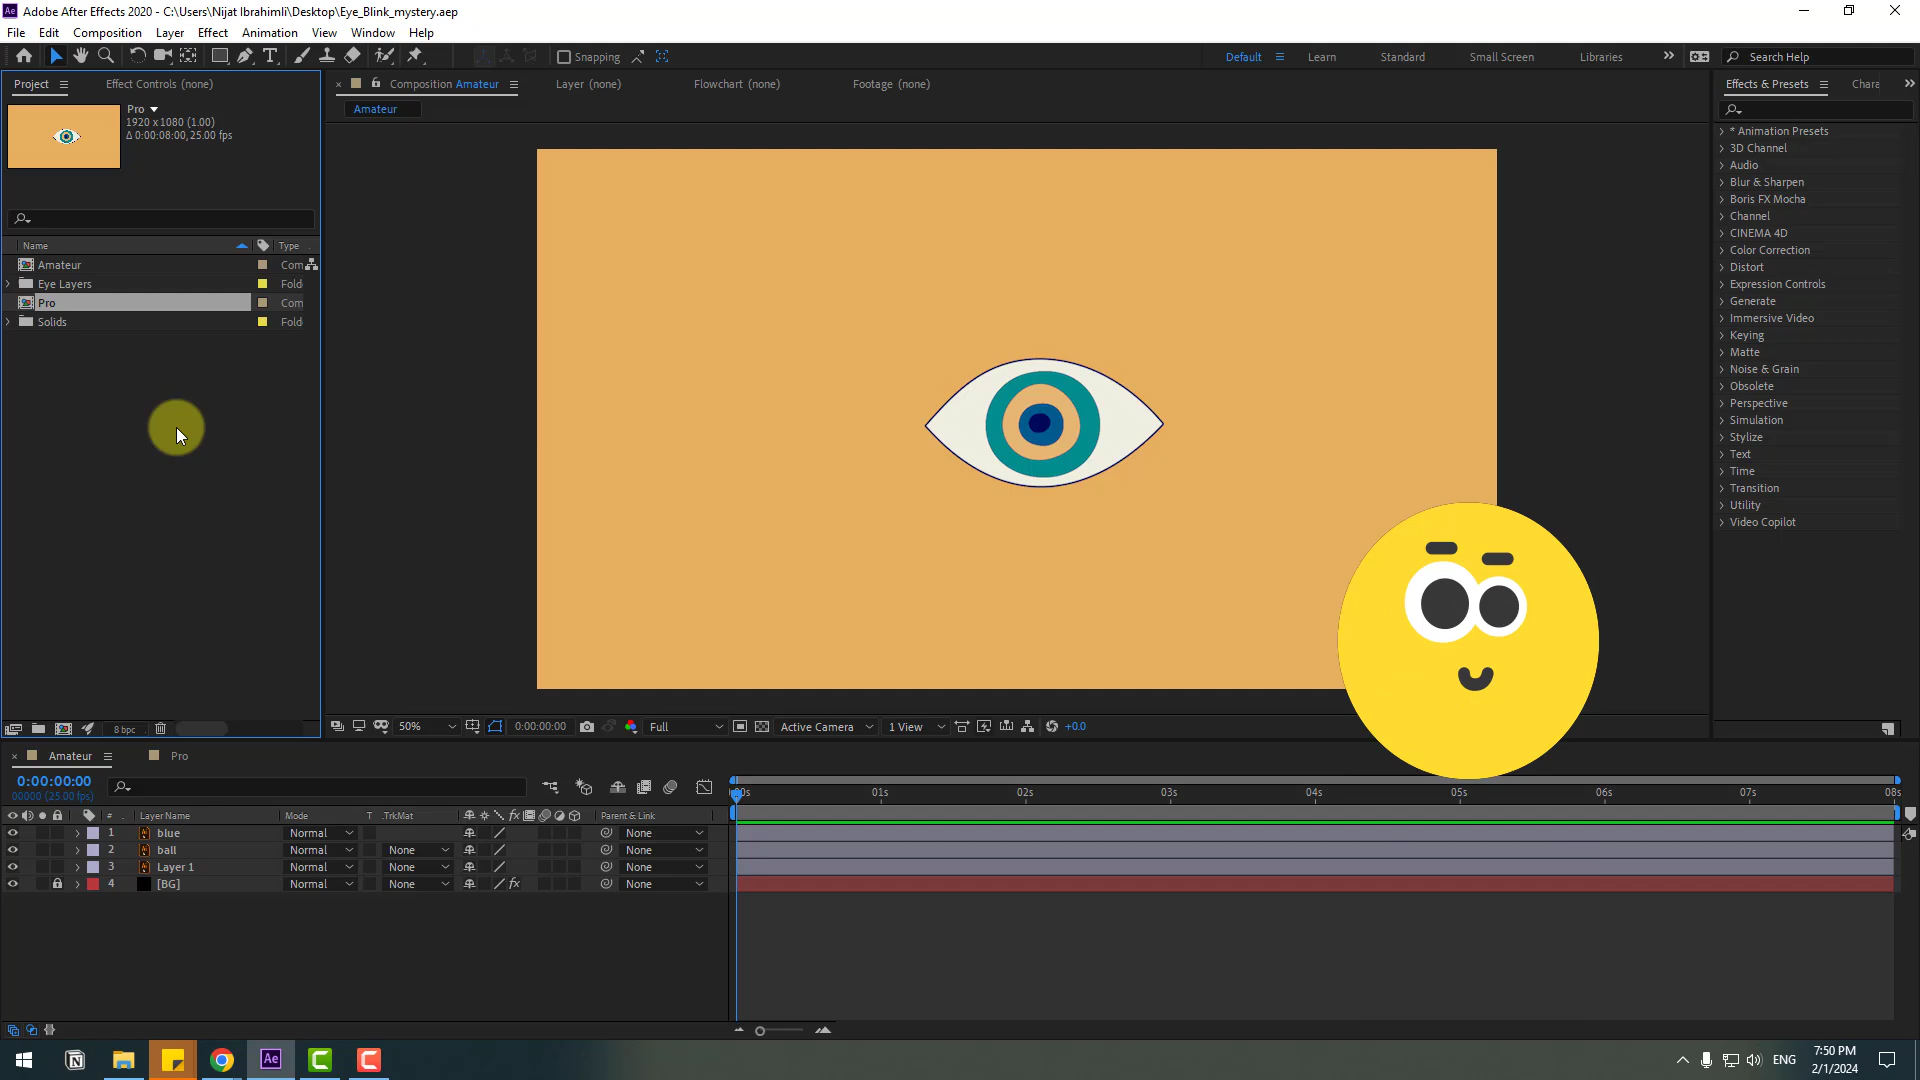 Adobe After Effects 2020 - C:\Users\Nijat Ibrahimli\Desktop\Eye_Blink_mystery.aep
File Edit Composition Layer Effect Animation View Window Help
Snapping Default Learn Standard Small Screen Libraries Search Help
Project Effect Controls (none) Composition Amateur Layer (none) Flowchart (none) Footage (none) Effects & Presets Chara
Pro
1920 x 1080 (1.00)
Δ 0:00:08:00, 25.00 fps
Amateur
Name Type
Amateur Com
Eye Layers Fold
Pro Com
Solids Fold
* Animation Presets
3D Channel
Audio
Blur & Sharpen
Boris FX Mocha
Channel
CINEMA 4D
Color Correction
Distort
Expression Controls
Generate
Immersive Video
Keying
Matte
Noise & Grain
Obsolete
Perspective
Simulation
Stylize
Text
Time
Transition
Utility
Video Copilot
8 bpc
50% 0:00:00:00 Full Active Camera 1 View +0.0
Amateur Pro
0:00:00:00
00000 (25.00 fps)
00s 01s 02s 03s 04s 05s 06s 07s 08s
# Layer Name Mode T .TrkMat fx Parent & Link
1 blue Normal None
2 ball Normal None None
3 Layer 1 Normal None None
4 [BG] Normal None fx None
Ae ENG 7:50 PM
2/1/2024